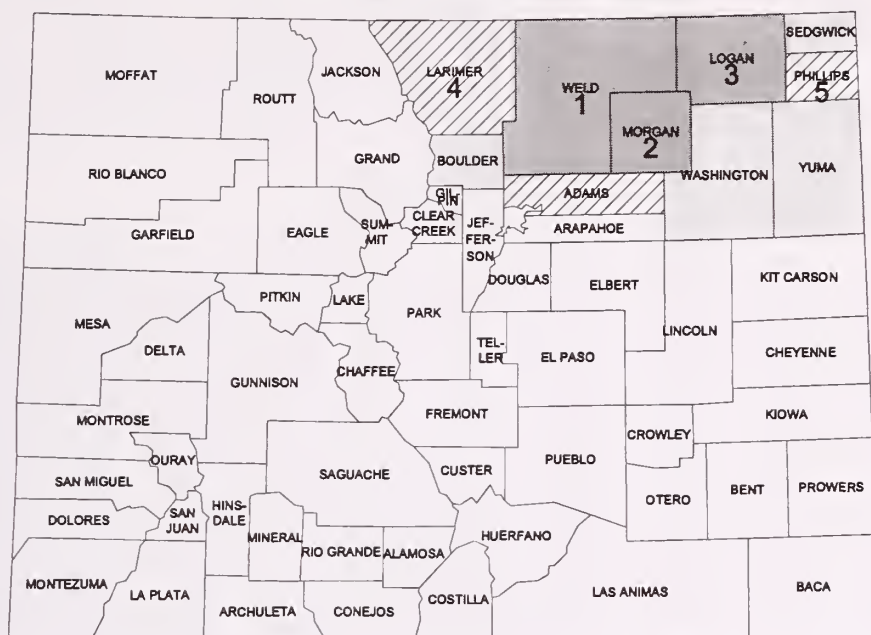 SEDGWICK
MOFFAT
JACKSON
LARIMER
4
LOGAN
3
WELD
1
PHILLIPS
5
ROUTT
MORGAN
2
GRAND
BOULDER
RIO BLANCO
WASHINGTON
YUMA
GIL-
PIN
ADAMS
CLEAR
CREEK
GARFIELD
EAGLE
SUM-
MIT
JEF-
FER-
SON
ARAPAHOE
DOUGLAS
ELBERT
KIT CARSON
PITKIN
LAKE
PARK
MESA
LINCOLN
DELTA
TEL-
LER
EL PASO
CHEYENNE
CHAFFEE
GUNNISON
FREMONT
KIOWA
MONTROSE
CROWLEY
OURAY
PUEBLO
SAGUACHE
CUSTER
SAN MIGUEL
OTERO
BENT
PROWERS
HINS-
DALE
DOLORES
SAN
JUAN
MINERAL
HUERFANO
RIO GRANDE
ALAMOSA
MONTEZUMA
LA PLATA
LAS ANIMAS
BACA
COSTILLA
ARCHULETA
CONEJOS